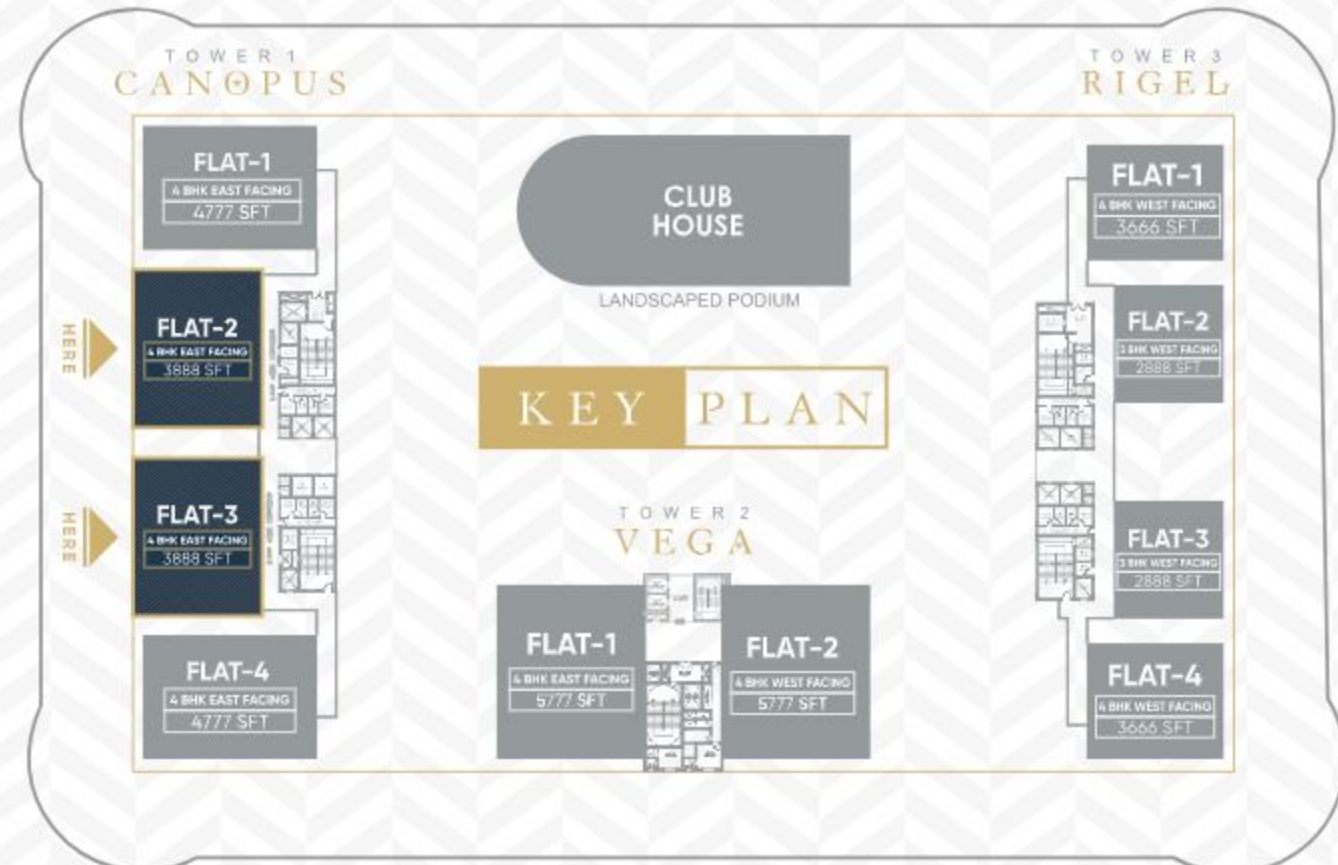 TOWER 1
CANOPUS
TOWER 3
RIGEL
FLAT-1
4 BHK EAST FACING
4777 SFT
CLUB
HOUSE
LANDSCAPED PODIUM
FLAT-1
4 BHK WEST FACING
3666 SFT
HERE
FLAT-2
4 BHK EAST FACING
3888 SFT
FLAT-2
3 BHK WEST FACING
2888 SFT
KEY PLAN
HERE
FLAT-3
4 BHK EAST FACING
3888 SFT
TOWER 2
VEGA
FLAT-3
3 BHK WEST FACING
2888 SFT
FLAT-1
4 BHK EAST FACING
5777 SFT
FLAT-2
4 BHK WEST FACING
5777 SFT
FLAT-4
4 BHK EAST FACING
4777 SFT
FLAT-4
4 BHK WEST FACING
3666 SFT